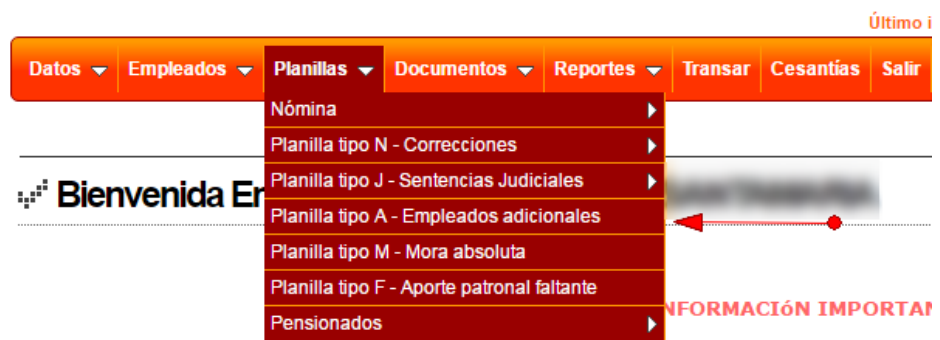 Último i
Datos Empleados Planillas Documentos Reportes Transar Cesantías Salir
Nómina
Planilla tipo N - Correcciones
Planilla tipo J - Sentencias Judiciales
Bienvenida Er
Planilla tipo A - Empleados adicionales
Planilla tipo M - Mora absoluta
Planilla tipo F - Aporte patronal faltante
NFORMACIóN IMPORTAN
Pensionados